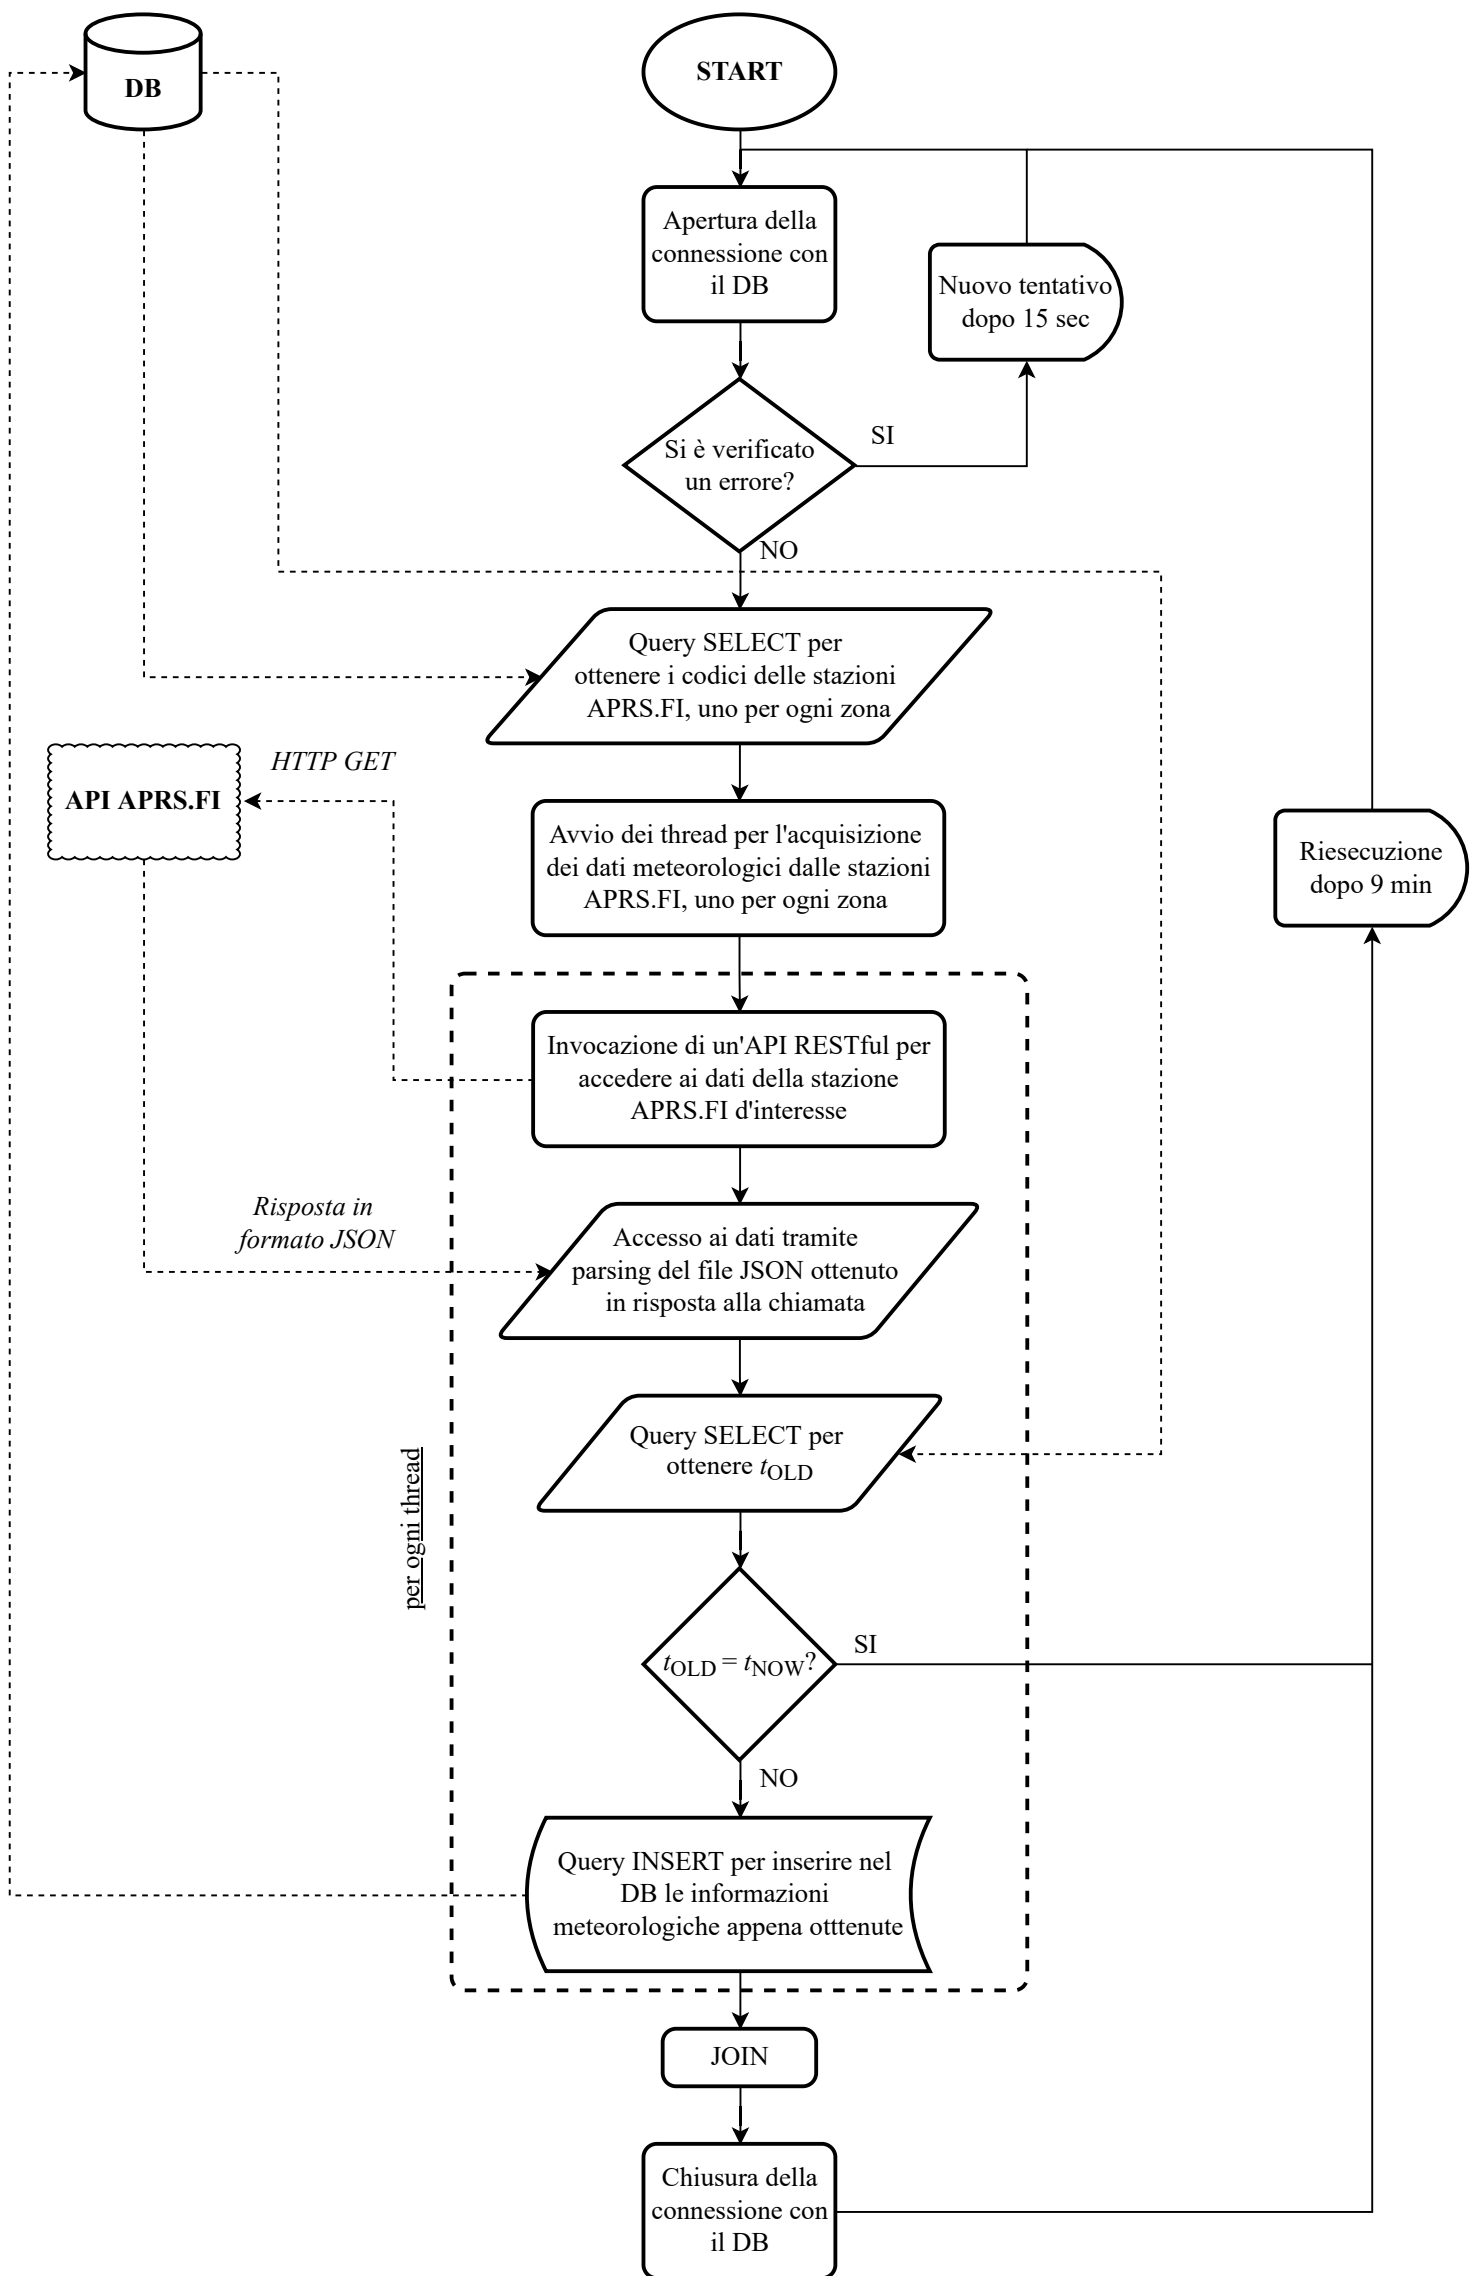 DB
START
Apertura della
connessione con
il DB
Nuovo tentativo
dopo 15 sec
Si è verificato
un errore?
SI
NO
Query SELECT per
ottenere i codici delle stazioni
APRS.FI, uno per ogni zona
HTTP GET
API APRS.FI
Avvio dei thread per l'acquisizione
dei dati meteorologici dalle stazioni
APRS.FI, uno per ogni zona
Riesecuzione
dopo 9 min
Invocazione di un'API RESTful per
accedere ai dati della stazione
APRS.FI d'interesse
Risposta in
formato JSON
Accesso ai dati tramite
parsing del file JSON ottenuto
in risposta alla chiamata
Query SELECT per
ottenere tOLD
per ogni thread
tOLD = tNOW?
SI
NO
Query INSERT per inserire nel
DB le informazioni
meteorologiche appena otttenute
JOIN
Chiusura della
connessione con
il DB